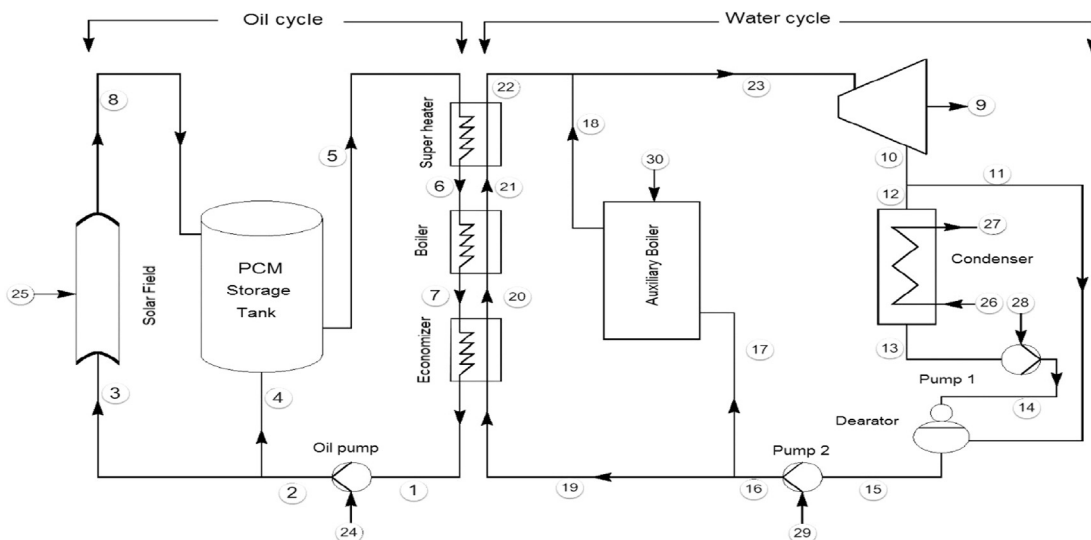 Oil cycle
Water cycle
8
5
22
23
9
18
Super heater
10
11
30
6
21
12
PCM
Storage
Tank
Boiler
Auxiliary Boiler
27
Condenser
25
Solar Field
7
20
26
28
Economizer
13
17
3
4
Pump 1
14
Dearator
Oil pump
Pump 2
2
1
19
16
15
24
29